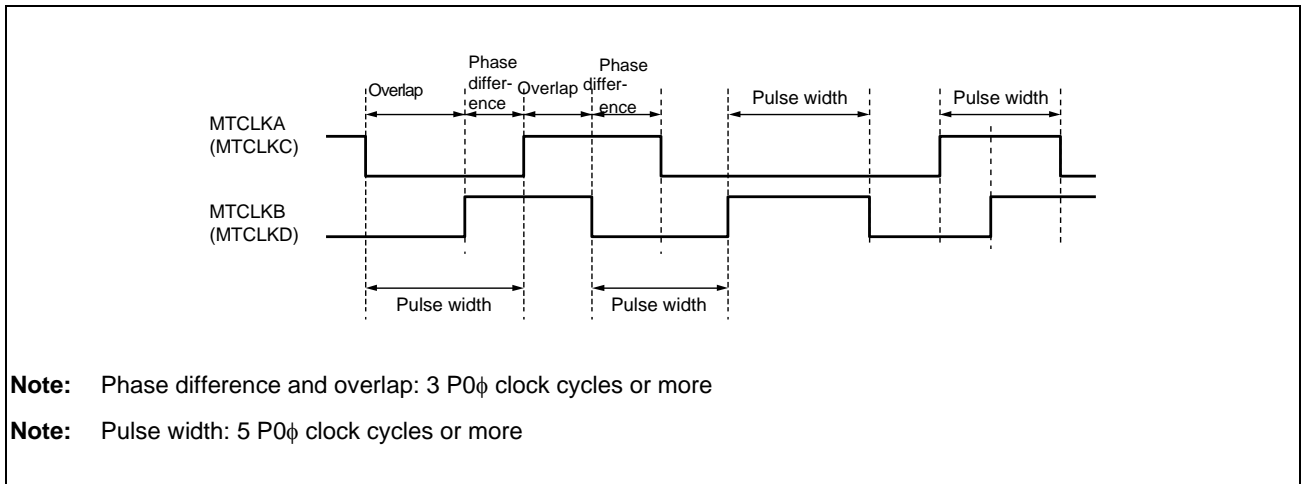 Phase
differ-
ence
Phase
differ-
ence
Overlap
Overlap
Pulse width
Pulse width
MTCLKA
(MTCLKC)
MTCLKB
(MTCLKD)
Pulse width
Pulse width
Note: Phase difference and overlap: 3 P0ϕ clock cycles or more
Note: Pulse width: 5 P0ϕ clock cycles or more